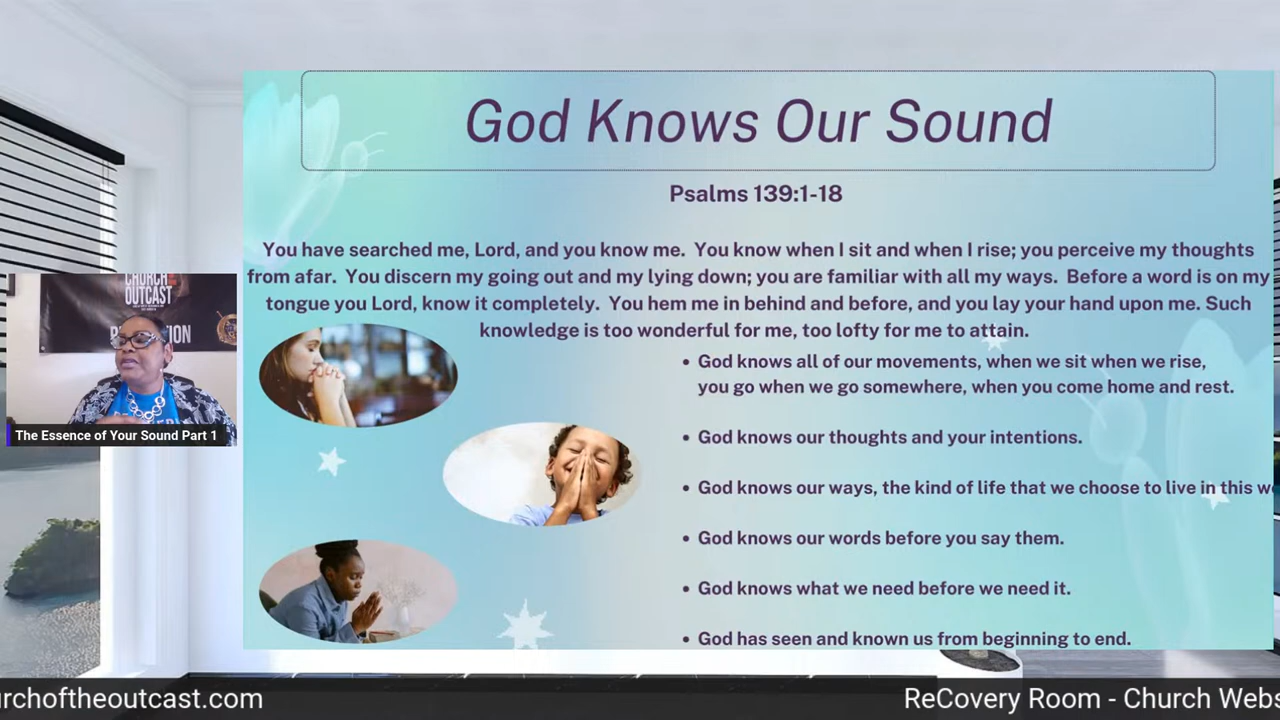 God Knows Our Sound
Psalms 139:1-18
You have searched me, Lord, and you know me. You know when I sit and when I rise; you perceive my thoughts
from afar. You discern my going out and my lying down; you are familiar with all my ways. Before a word is on my
tongue you Lord, know it completely. You hem me in behind and before, and you lay your hand upon me. Such
knowledge is too wonderful for me, too lofty for me to attain.
• God knows all of our movements, when we sit when we rise,
you go when we go somewhere, when you come home and rest.
• God knows our thoughts and your intentions.
• God knows our ways, the kind of life that we choose to live in this
• God knows our words before you say them.
• God knows what we need before we need it.
• God has seen and known us from beginning to end.
CHURCH
OUTCAST
The Essence of Your Sound Part 1
urchoftheoutcast.com
ReCovery Room - Church Webs